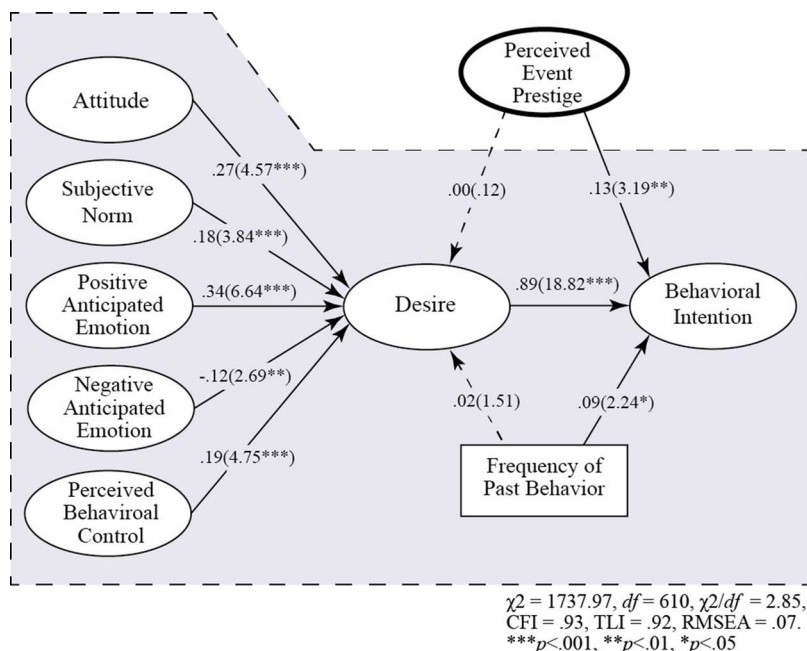 Perceived
Event
Prestige
Attitude
.27(4.57***)
.00(.12)
.13(3.19**)
Subjective
Norm
.18(3.84***)
Positive
Anticipated
Emotion
.34(6.64***)
Desire
.89(18.82***)
Behavioral
Intention
Negative
Anticipated
Emotion
-.12(2.69**)
.02(1.51)
.09(2.24*)
.19(4.75***)
Frequency of
Past Behavior
Perceived
Behaviroal
Control
χ2 = 1737.97, df = 610, χ2/df = 2.85,
CFI = .93, TLI = .92, RMSEA = .07.
***p<.001, **p<.01, *p<.05